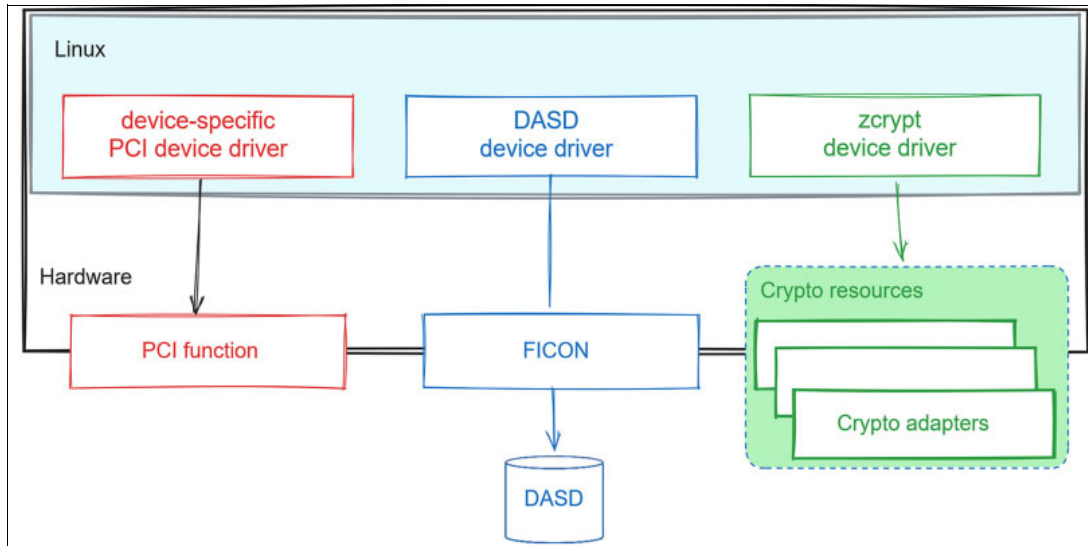 Linux
device-specific
PCI device driver
DASD
device driver
zcrypt
device driver
Hardware
PCI function
FICON
Crypto resources
Crypto adapters
DASD